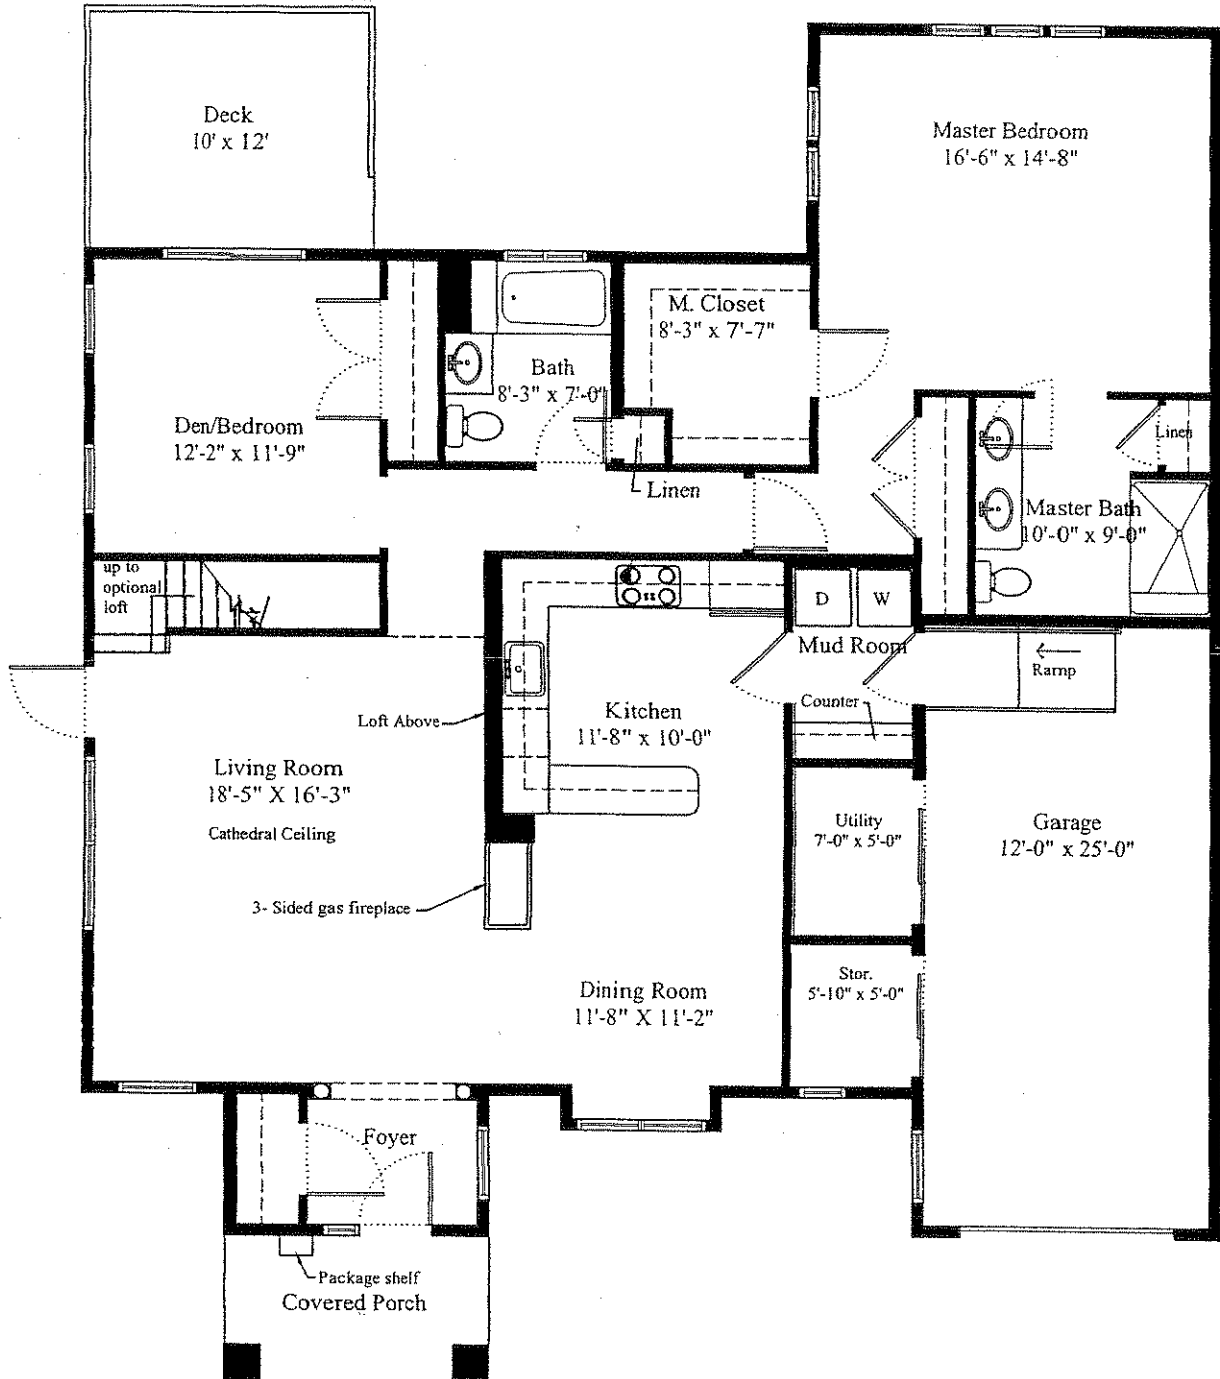 Deck
10' x 12'
Master Bedroom
16'-6" x 14'-8"
M. Closet
8'-3" x 7'-7"
Bath
8'-3" x 7'-0"
Den/Bedroom
12'-2" x 11'-9"
Linen
Linen
Master Bath
10'-0" x 9'-0"
up to
optional
loft
D
W
Mud Room
Ramp
Counter
Loft Above
Kitchen
11'-8" x 10'-0"
Living Room
18'-5" X 16'-3"
Cathedral Ceiling
Utility
7'-0" x 5'-0"
Garage
12'-0" x 25'-0"
3- Sided gas fireplace
Stor.
5'-10" x 5'-0"
Dining Room
11'-8" X 11'-2"
Foyer
Package shelf
Covered Porch